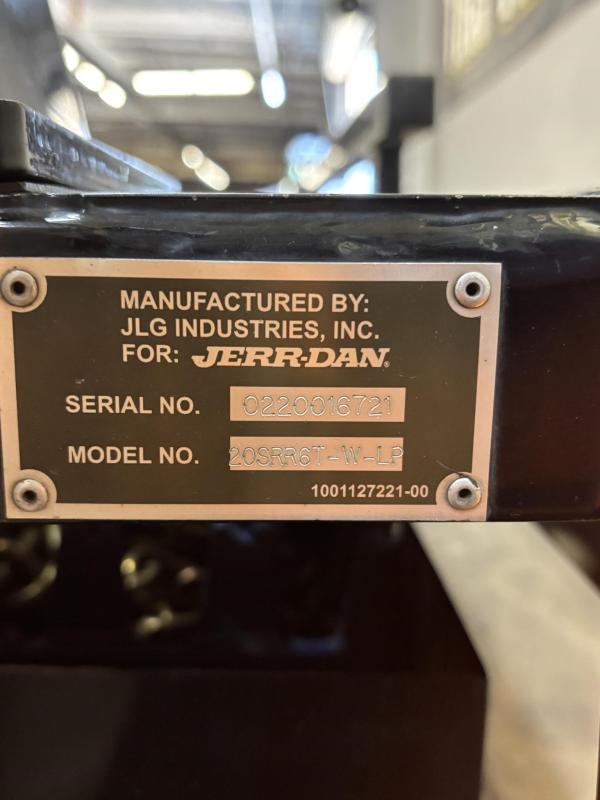 MANUFACTURED BY:
JLG INDUSTRIES, INC.
FOR: JERR-DAN®
SERIAL NO. 0220016721
MODEL NO. 20SRR6T-W-LP
1001127221-00